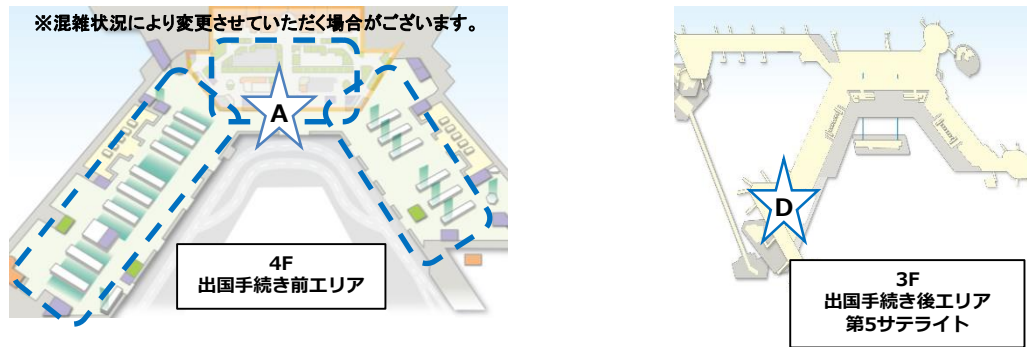 ※混雑状況により変更させていただく場合がございます。
A
4F
出国手続き前エリア
D
3F
出国手続き後エリア
第5サテライト